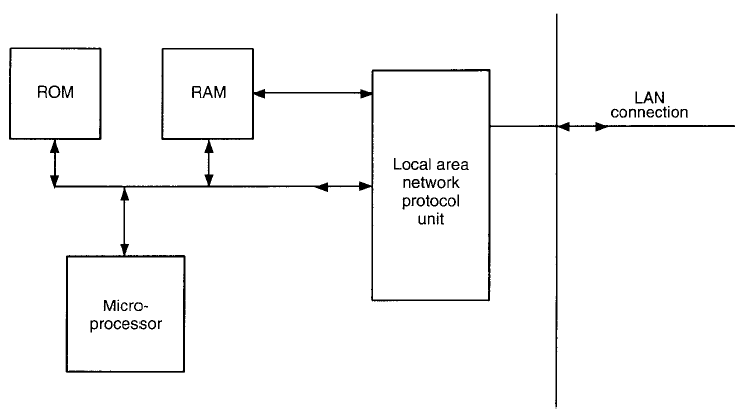 ROM
RAM
LAN
connection
Local area
network
protocol
unit
Micro-
processor